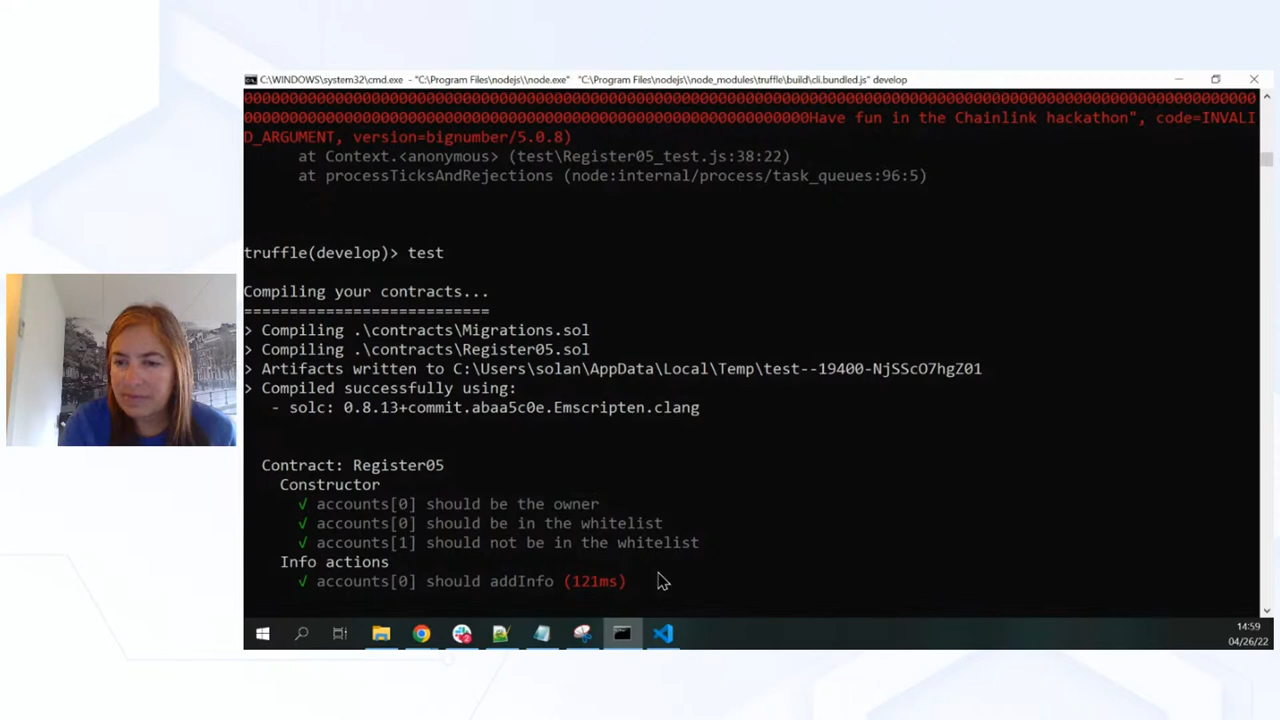 C:\WINDOWS\system32\cmd.exe - "C:\Program Files\nodejs\\node.exe" "C:\Program Files\nodejs\\node_modules\truffle\build\cli.bundled.js" develop
0000000000000000000000000000000000000000000000000000000000000Have fun in the Chainlink hackathon", code=INVALI
D_ARGUMENT, version=bignumber/5.0.8)
at Context.<anonymous> (test\Register05_test.js:38:22)
at processTicksAndRejections (node:internal/process/task_queues:96:5)
truffle(develop)> test
Compiling your contracts...
===========================
> Compiling .\contracts\Migrations.sol
> Compiling .\contracts\Register05.sol
> Artifacts written to C:\Users\solan\AppData\Local\Temp\test--19400-NjSScO7hgZ01
> Compiled successfully using:
- solc: 0.8.13+commit.abaa5c0e.Emscripten.clang
Contract: Register05
Constructor
√ accounts[0] should be the owner
√ accounts[0] should be in the whitelist
√ accounts[1] should not be in the whitelist
Info actions
√ accounts[0] should addInfo (121ms)
14:59
04/26/22